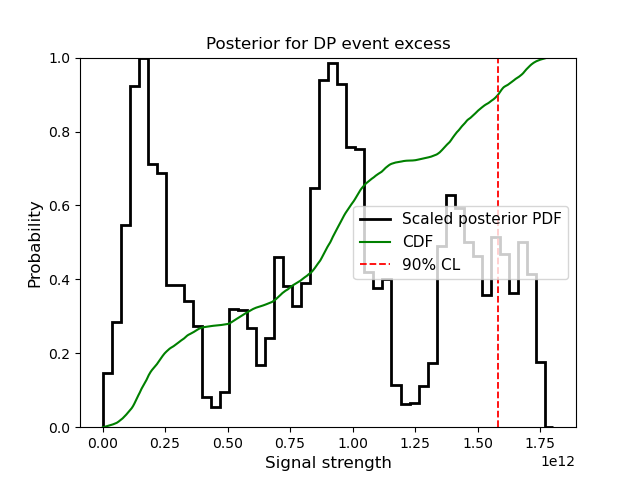 Posterior for DP event excess
1.0
0.8
0.6
0.4
0.2
0.0
Probability
Scaled posterior PDF
CDF
90% CL
0.00 0.25 0.50 0.75 1.00 1.25 1.50 1.75
1e12
Signal strength